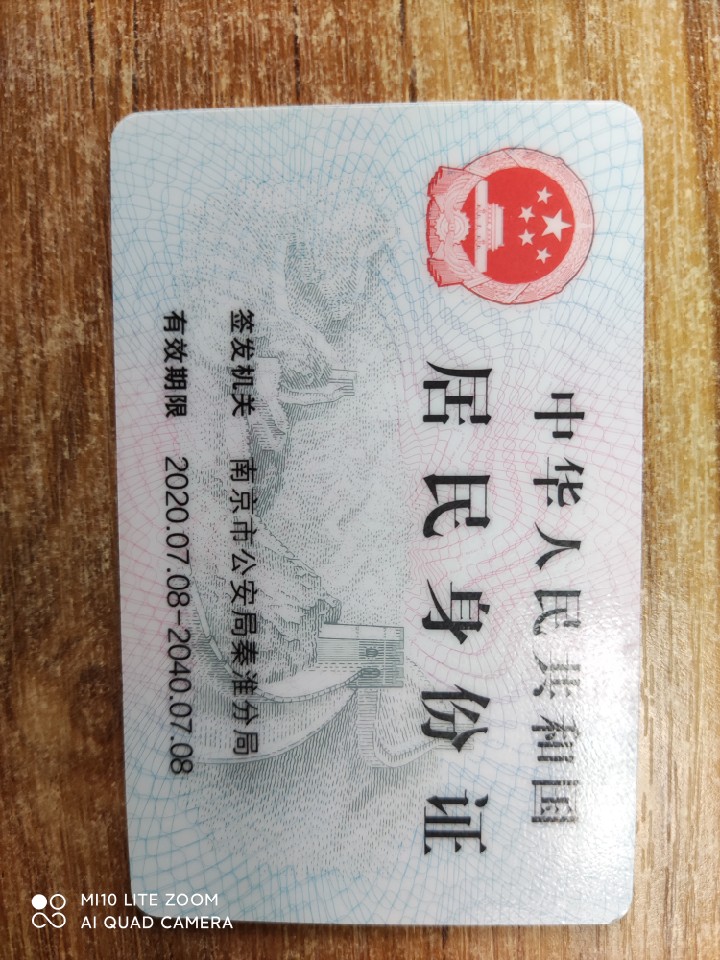 中华人民共和国
居民身份证
签发机关 南京市公安局秦淮分局
有效期限 2020.07.08-2040.07.08
MI10 LITE ZOOM
AI QUAD CAMERA